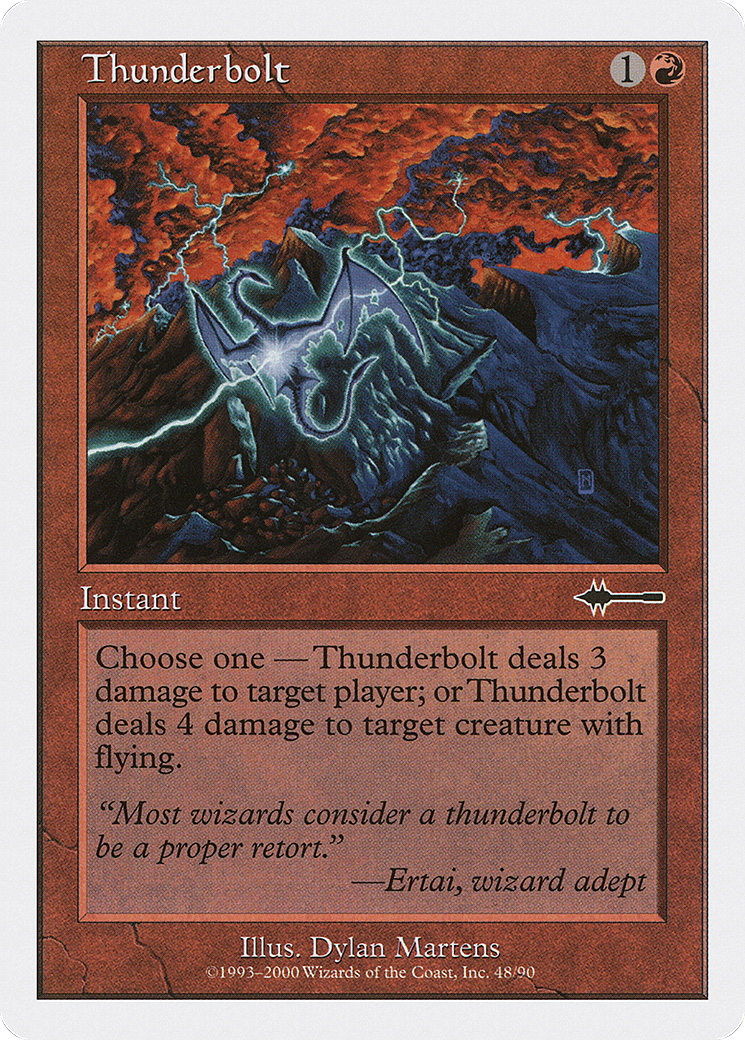 Thunderbolt 1
Instant
Choose one — Thunderbolt deals 3
damage to target player; or Thunderbolt
deals 4 damage to target creature with
flying.
“Most wizards consider a thunderbolt to
be a proper retort.”
—Ertai, wizard adept
Illus. Dylan Martens
©1993–2000 Wizards of the Coast, Inc. 48/90